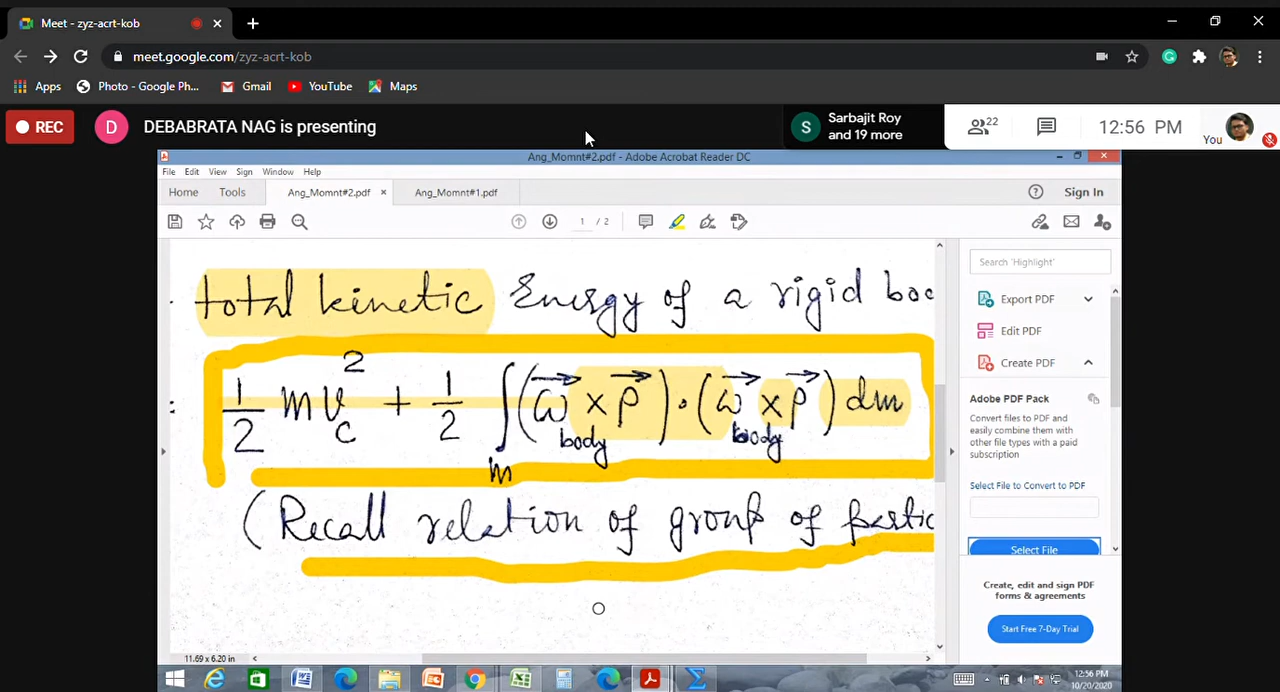 Meet - zyz-acrt-kob
meet.google.com/zyz-acrt-kob
Apps Photo - Google Ph... Gmail YouTube Maps
REC D DEBABRATA NAG is presenting S Sarbajit Roy and 19 more 22 12:56 PM You
Ang_Momnt#2.pdf - Adobe Acrobat Reader DC
File Edit View Sign Window Help
Home Tools Ang_Momnt#2.pdf × Ang_Momnt#1.pdf Sign In
1 / 2
total kinetic Energy of a rigid bod
= 1/2 m v_c^2 + 1/2 ∫_m (ω⃗_body × ρ⃗) • (ω⃗_body × ρ⃗) dm
(Recall relation of group of partic
Search 'Highlight'
Export PDF
Edit PDF
Create PDF
Adobe PDF Pack
Convert files to PDF and
easily combine them with
other file types with a paid
subscription
Select File to Convert to PDF
Select File
Create, edit and sign PDF
forms & agreements
Start Free 7-Day Trial
11.69 x 6.20 in
12:56 PM
10/20/2020